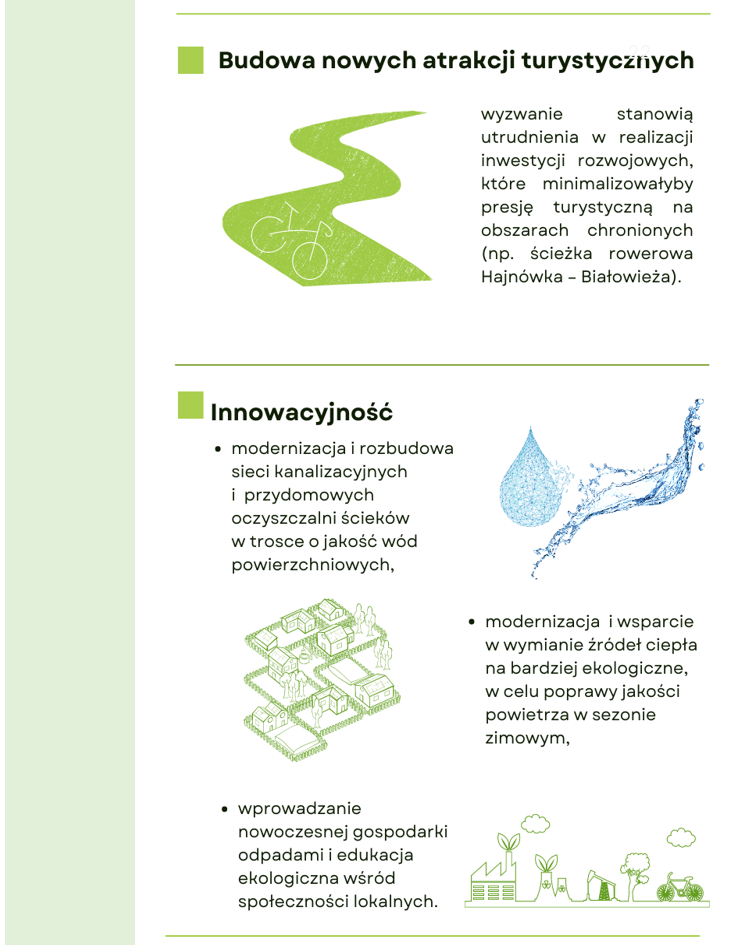 22
Budowa nowych atrakcji turystycznych
wyzwanie stanowią
utrudnienia w realizacji
inwestycji rozwojowych,
które minimalizowałyby
presję turystyczną na
obszarach chronionych
(np. ścieżka rowerowa
Hajnówka – Białowieża).
Innowacyjność
• modernizacja i rozbudowa
sieci kanalizacyjnych
i przydomowych
oczyszczalni ścieków
w trosce o jakość wód
powierzchniowych,
• modernizacja i wsparcie
w wymianie źródeł ciepła
na bardziej ekologiczne,
w celu poprawy jakości
powietrza w sezonie
zimowym,
• wprowadzanie
nowoczesnej gospodarki
odpadami i edukacja
ekologiczna wśród
społeczności lokalnych.